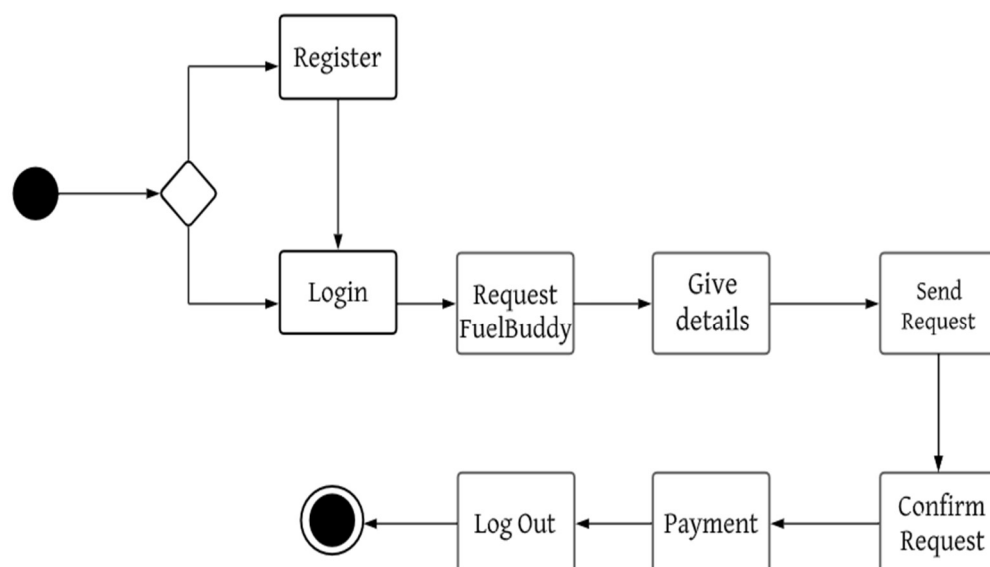 Register
Login
Request
FuelBuddy
Give
details
Send
Request
Confirm
Request
Payment
Log Out